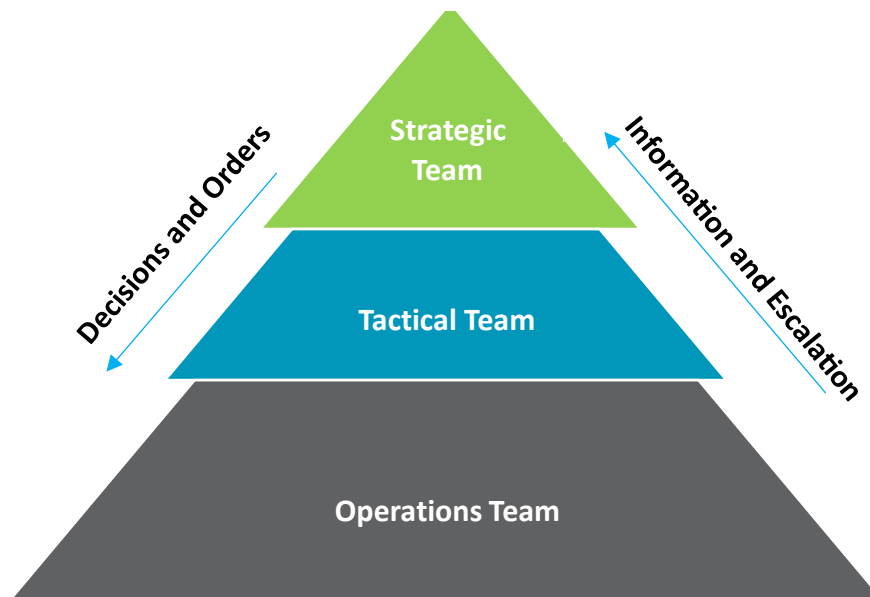 Strategic
Team
Decisions and Orders
Information and Escalation
Tactical Team
Operations Team